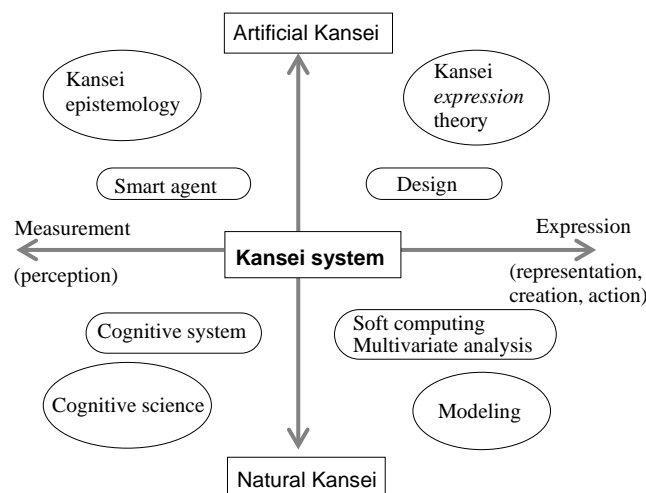 Artificial Kansei
Kansei
epistemology
Kansei
expression
theory
Smart agent
Design
Measurement
(perception)
Kansei system
Expression
(representation,
creation, action)
Cognitive system
Soft computing
Multivariate analysis
Cognitive science
Modeling
Natural Kansei